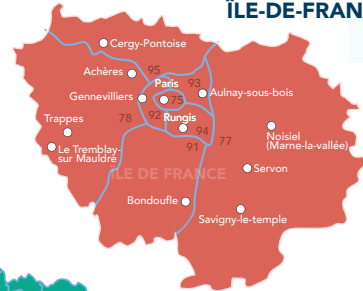 ÎLE-DE-FRAN
Cergy-Pontoise
Achères
95
Paris
93
Gennevilliers
75
Aulnay-sous-bois
Trappes
78
92
Rungis
94
77
Noisiel
(Marne-la-vallée)
Le Tremblay-
sur Mauldre
91
ILE DE FRANCE
Servon
Bondoufle
Savigny-le-temple